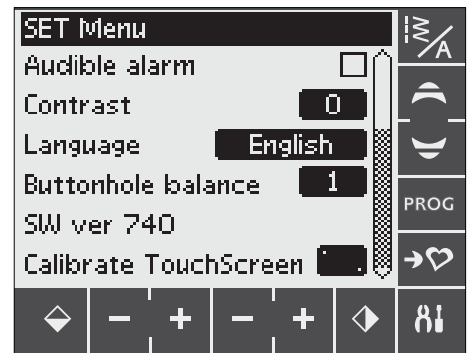 SET Menu
Audible alarm
Contrast 0
Language English
Buttonhole balance 1
SW ver 740
Calibrate TouchScreen
A
PROG
- + - +